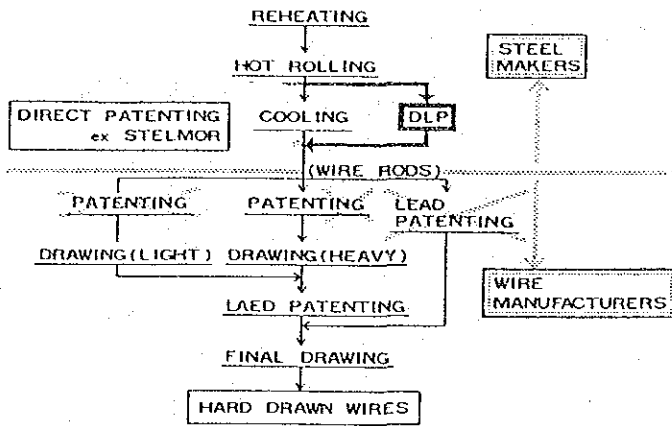 REHEATING
HOT ROLLING
STEEL
MAKERS
DIRECT PATENTING
ex STELMOR
COOLING
DLP
(WIRE RODS)
PATENTING
PATENTING
LEAD
PATENTING
DRAWING(LIGHT)
DRAWING(HEAVY)
WIRE
MANUFACTURERS
LAED PATENTING
FINAL DRAWING
HARD DRAWN WIRES